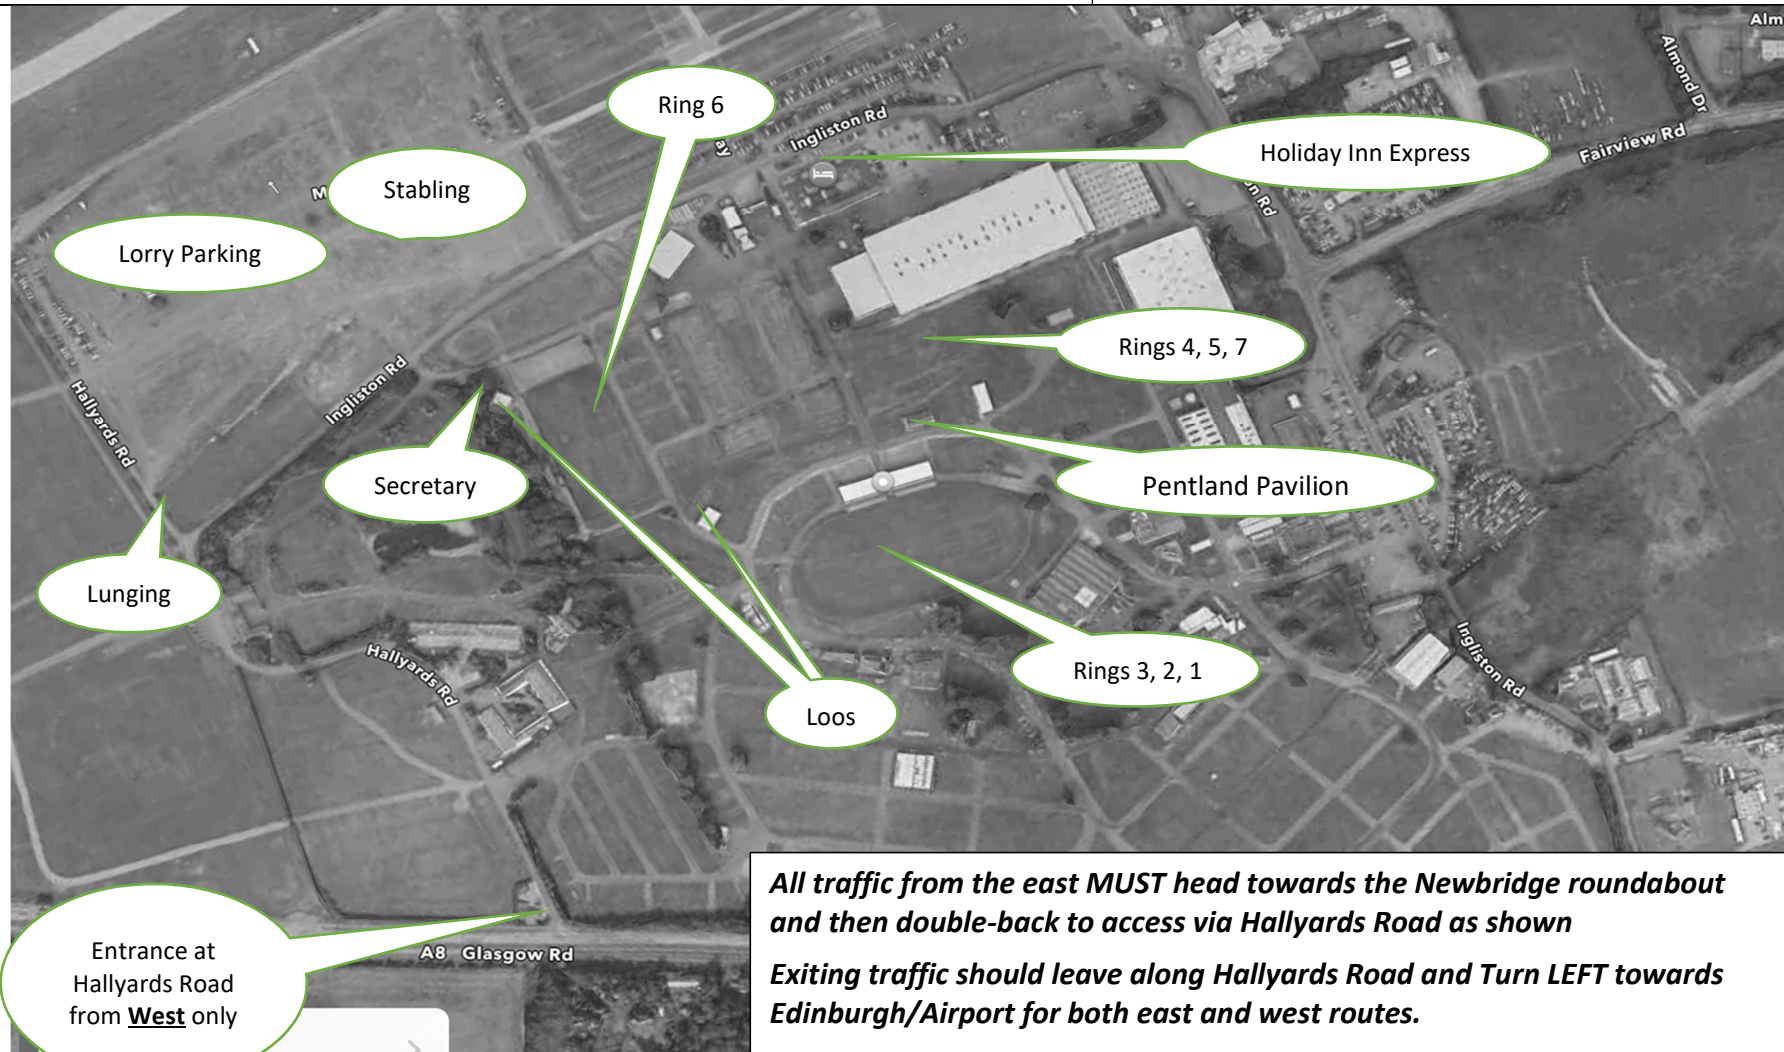 Alm
Almond Dr
Ring 6
Ingliston Rd
ay
Holiday Inn Express
Fairview Rd
Stabling
M
on Rd
Lorry Parking
Rings 4, 5, 7
Ingliston Rd
Hallyards Rd
Secretary
Pentland Pavilion
Lunging
Hallyards Rd
Rings 3, 2, 1
Ingliston Rd
Loos
All traffic from the east MUST head towards the Newbridge roundabout
and then double-back to access via Hallyards Road as shown
Exiting traffic should leave along Hallyards Road and Turn LEFT towards
Edinburgh/Airport for both east and west routes.
A8 Glasgow Rd
Entrance at
Hallyards Road
from West only